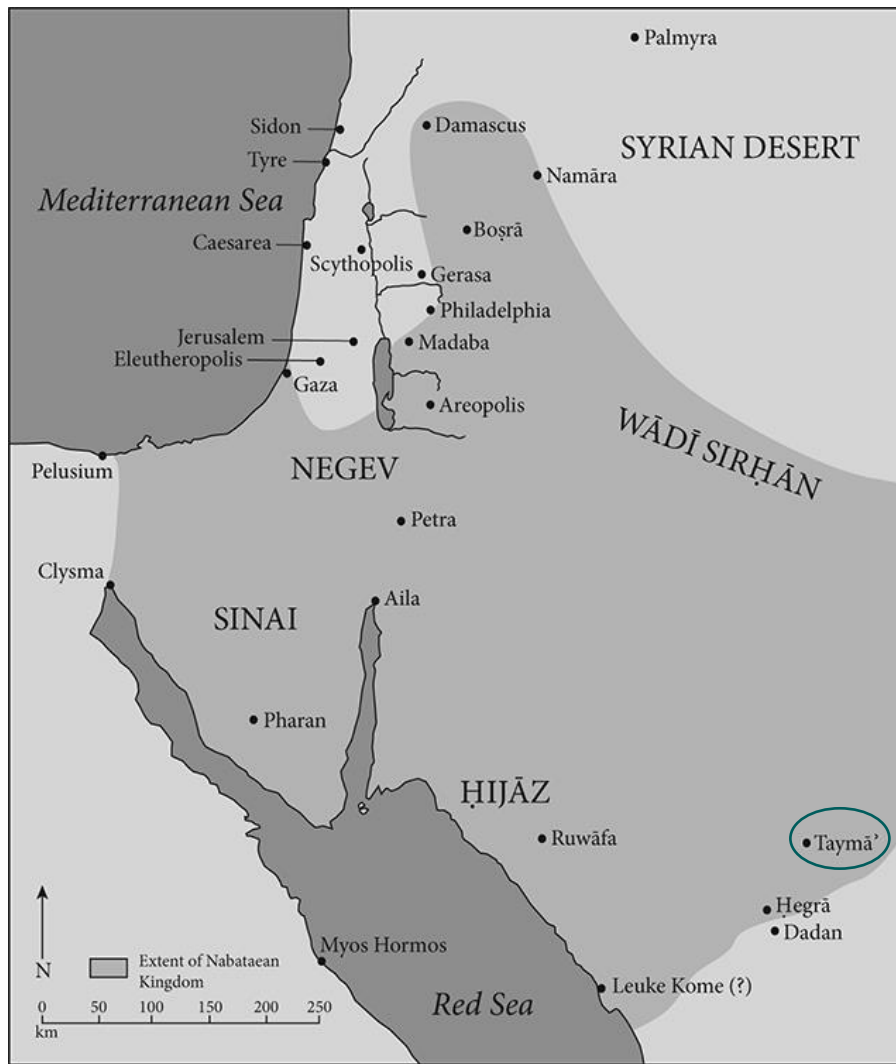 Palmyra
Sidon
Damascus
SYRIAN DESERT
Tyre
Namāra
Mediterranean Sea
Boṣrā
Caesarea
Scythopolis
Gerasa
Philadelphia
Jerusalem
Madaba
Eleutheropolis
Gaza
Areopolis
WĀDĪ SIRḤĀN
Pelusium
NEGEV
Petra
Clysma
Aila
SINAI
Pharan
ḤIJĀZ
Ruwāfa
Taymāʾ
Ḥegrā
Dadan
Myos Hormos
Leuke Kome (?)
Red Sea
N
Extent of Nabataean
Kingdom
0 50 100 150 200 250
km